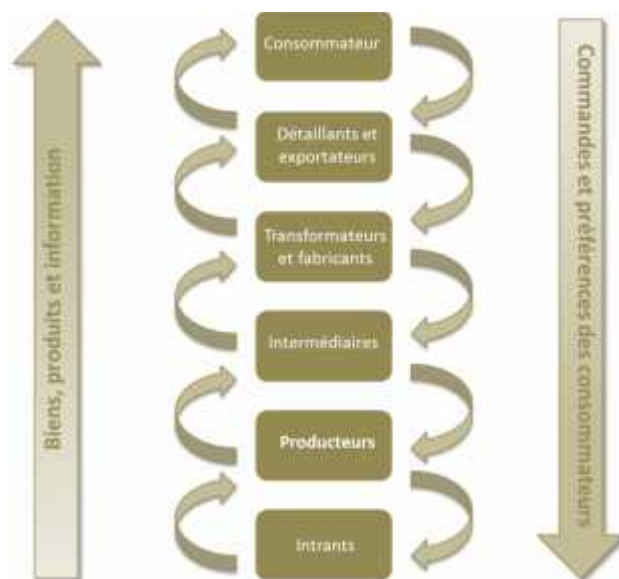 Biens, produits et information
Consommateur
Détaillants et
exportateurs
Transformateurs
et fabricants
Intermédiaires
Producteurs
Intrants
Commandes et préférences des consommateurs